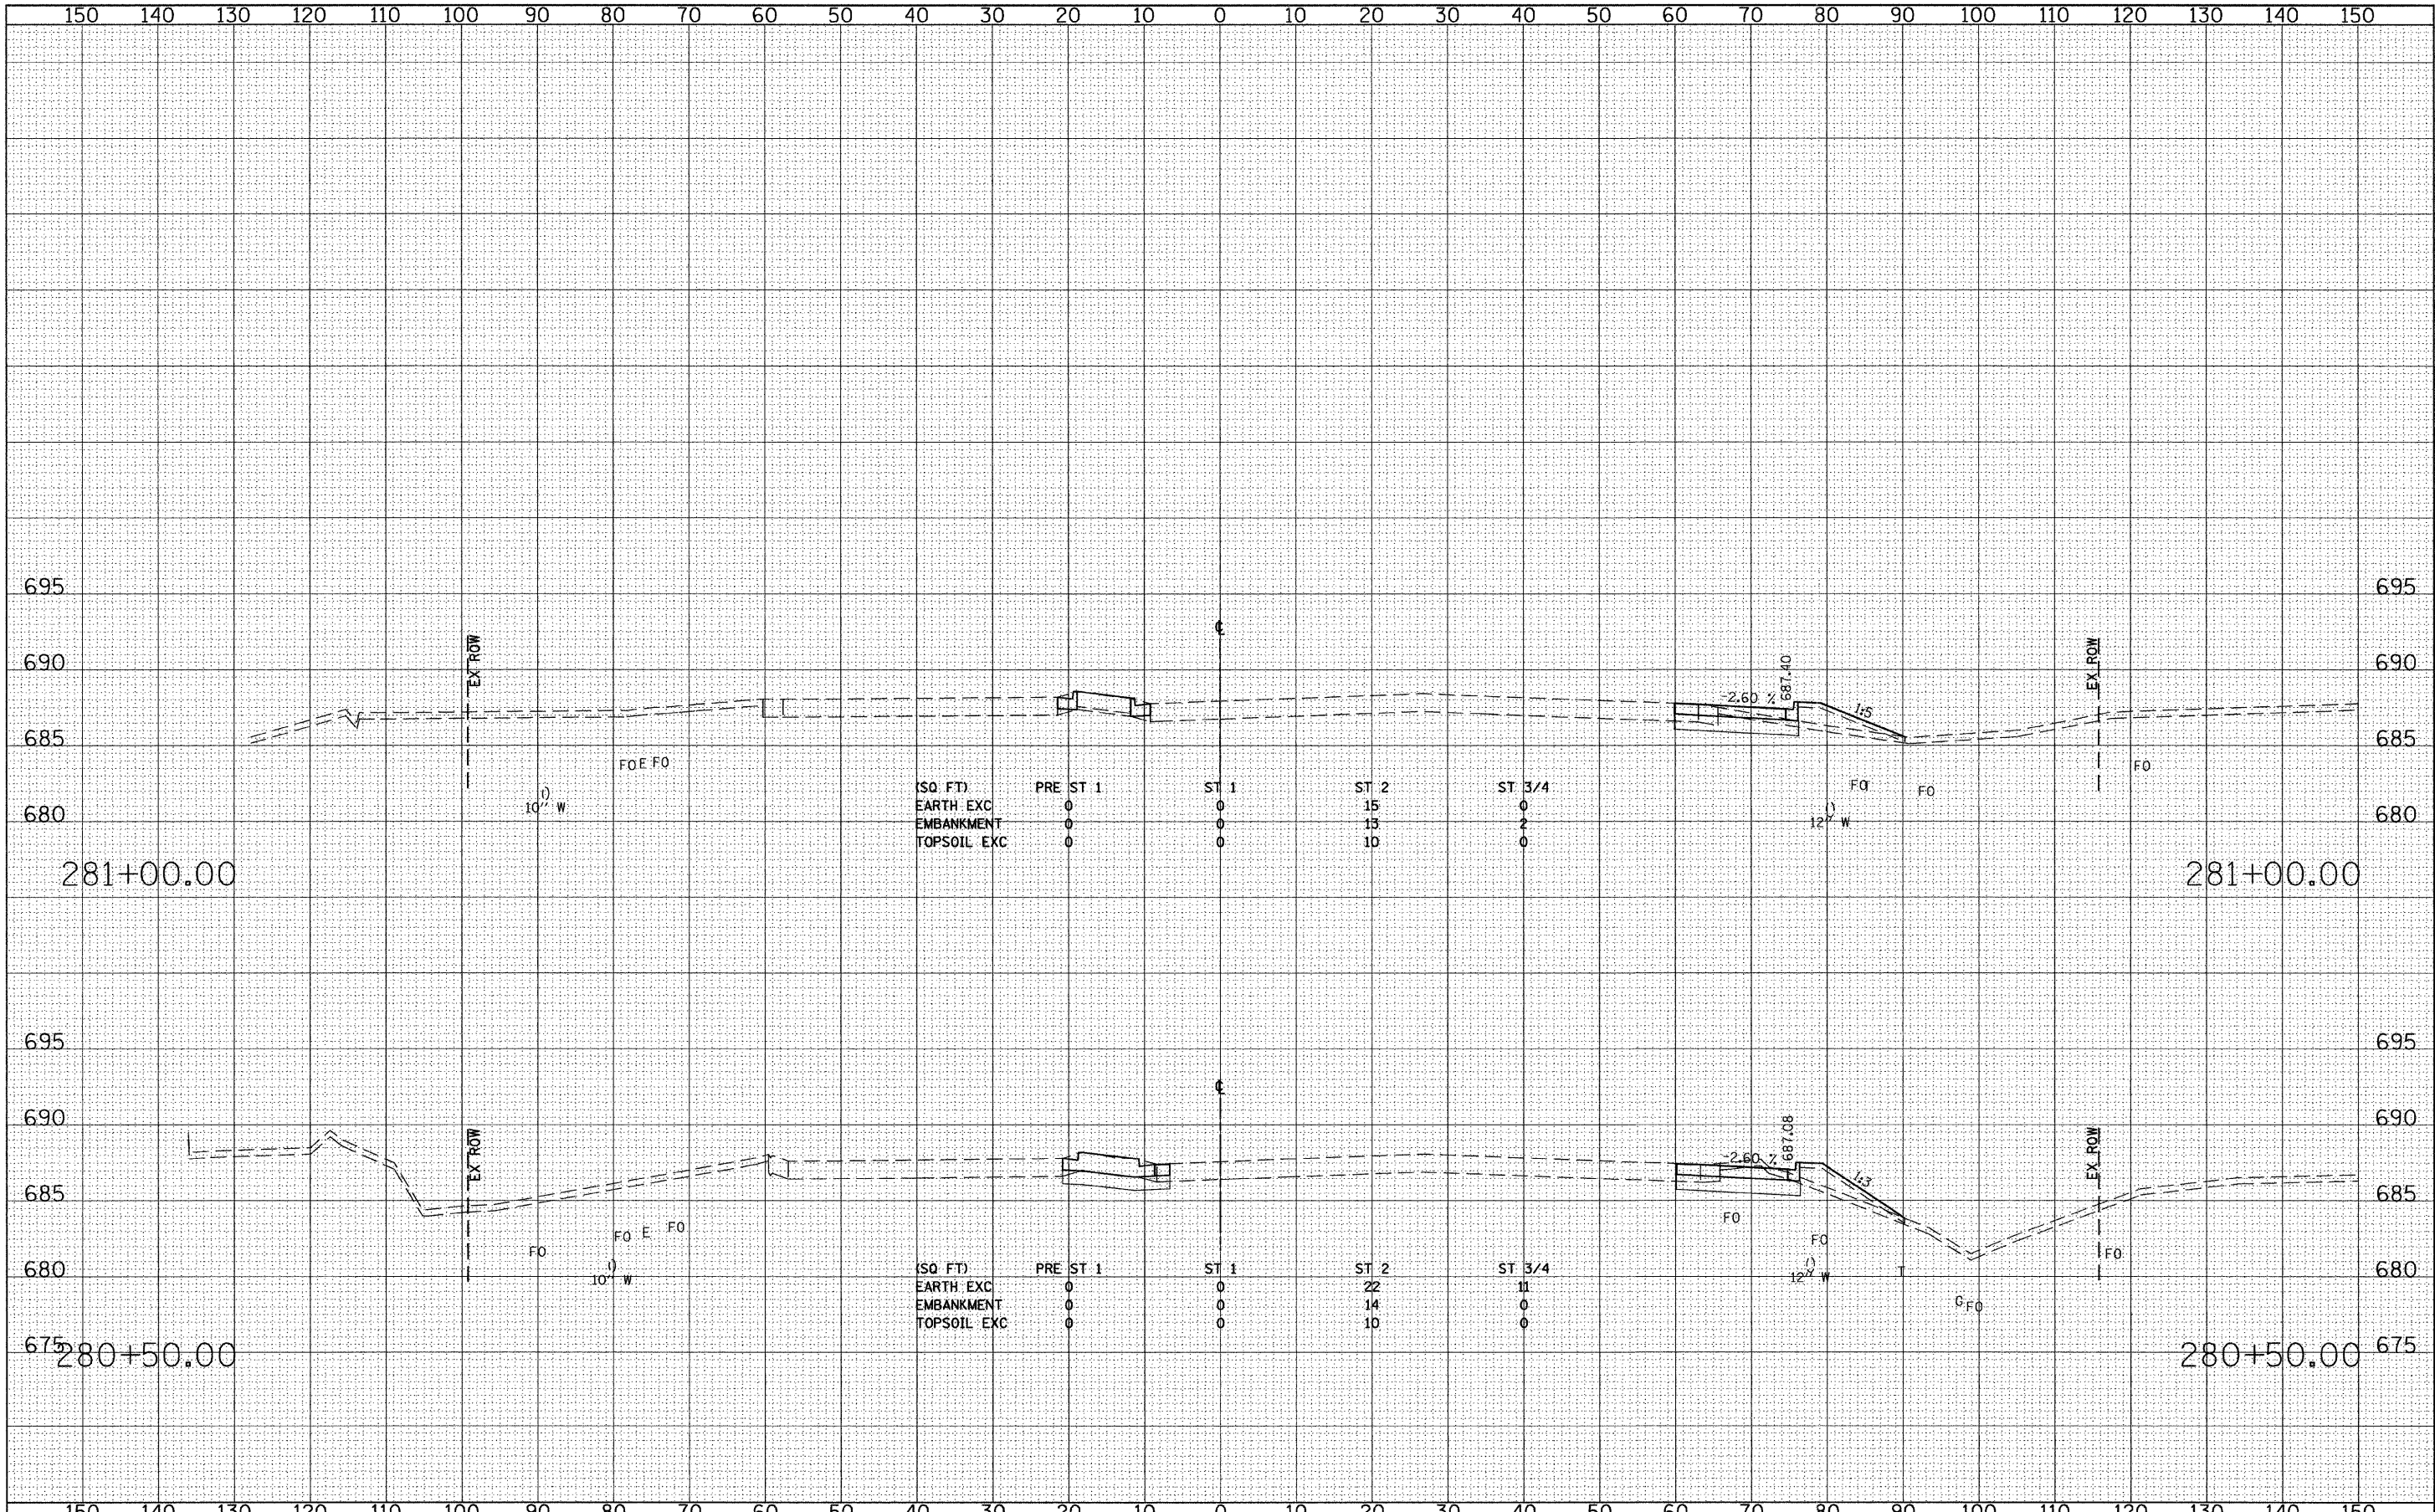 150 140 130 120 110 100 90 80 70 60 50 40 30 20 10 0 10 20 30 40 50 60 70 80 90 100 110 120 130 140 150
695 695
690 EX ROW ℄ -2.60 % 687.40 1:5 EX ROW 690
685 685
FO E FO FO
10" W FO FO
12" W
680 680
(SQ FT) PRE ST 1 ST 1 ST 2 ST 3/4
EARTH EXC 0 0 15 0
EMBANKMENT 0 0 13 2
TOPSOIL EXC 0 0 10 0
281+00.00 281+00.00
695 695
690 EX ROW ℄ -2.60 % 687.08 1:3 EX ROW 690
685 685
FO FO E FO FO FO FO
10" W 12" W T
680 680
G FO
(SQ FT) PRE ST 1 ST 1 ST 2 ST 3/4
EARTH EXC 0 0 22 11
EMBANKMENT 0 0 14 0
TOPSOIL EXC 0 0 10 0
675 280+50.00 280+50.00 675
150 140 130 120 110 100 90 80 70 60 50 40 30 20 10 0 10 20 30 40 50 60 70 80 90 100 110 120 130 140 150